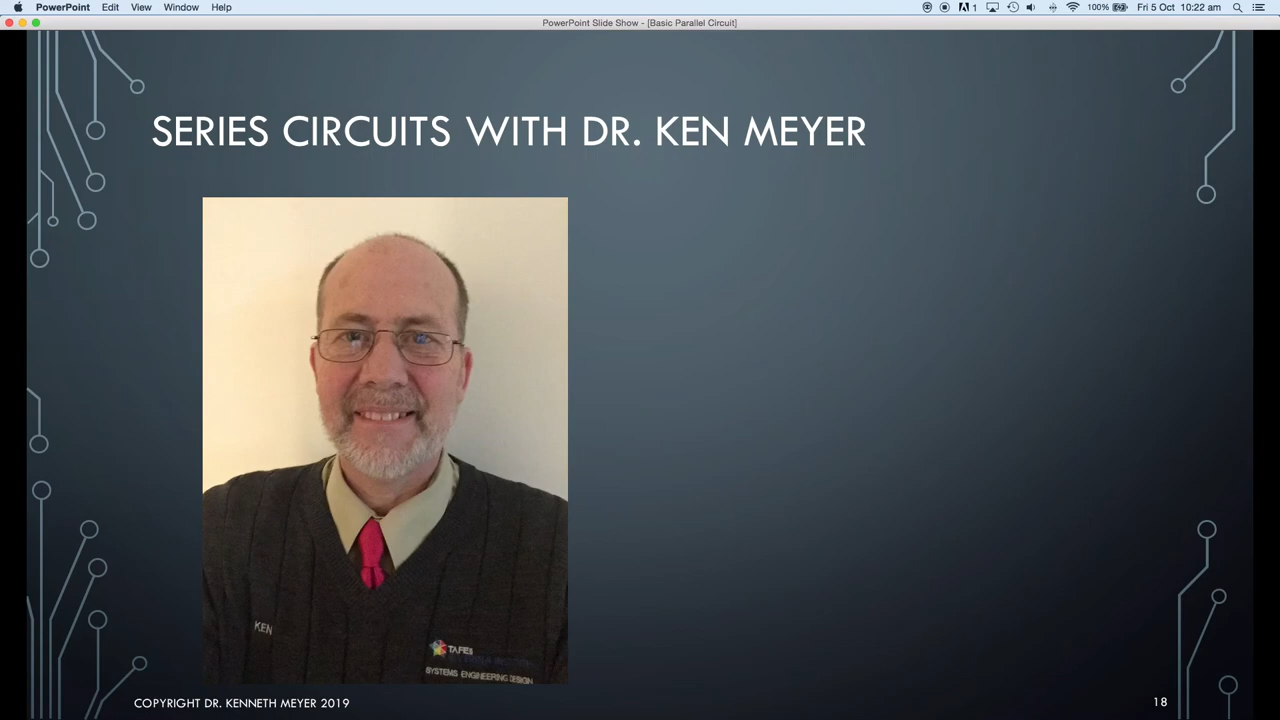 PowerPoint Edit View Window Help 1 100% Fri 5 Oct 10:22 am
PowerPoint Slide Show - [Basic Parallel Circuit]
SERIES CIRCUITS WITH DR. KEN MEYER
KEN
TAFE
SYSTEMS ENGINEERING DESIGN
COPYRIGHT DR. KENNETH MEYER 2019
18